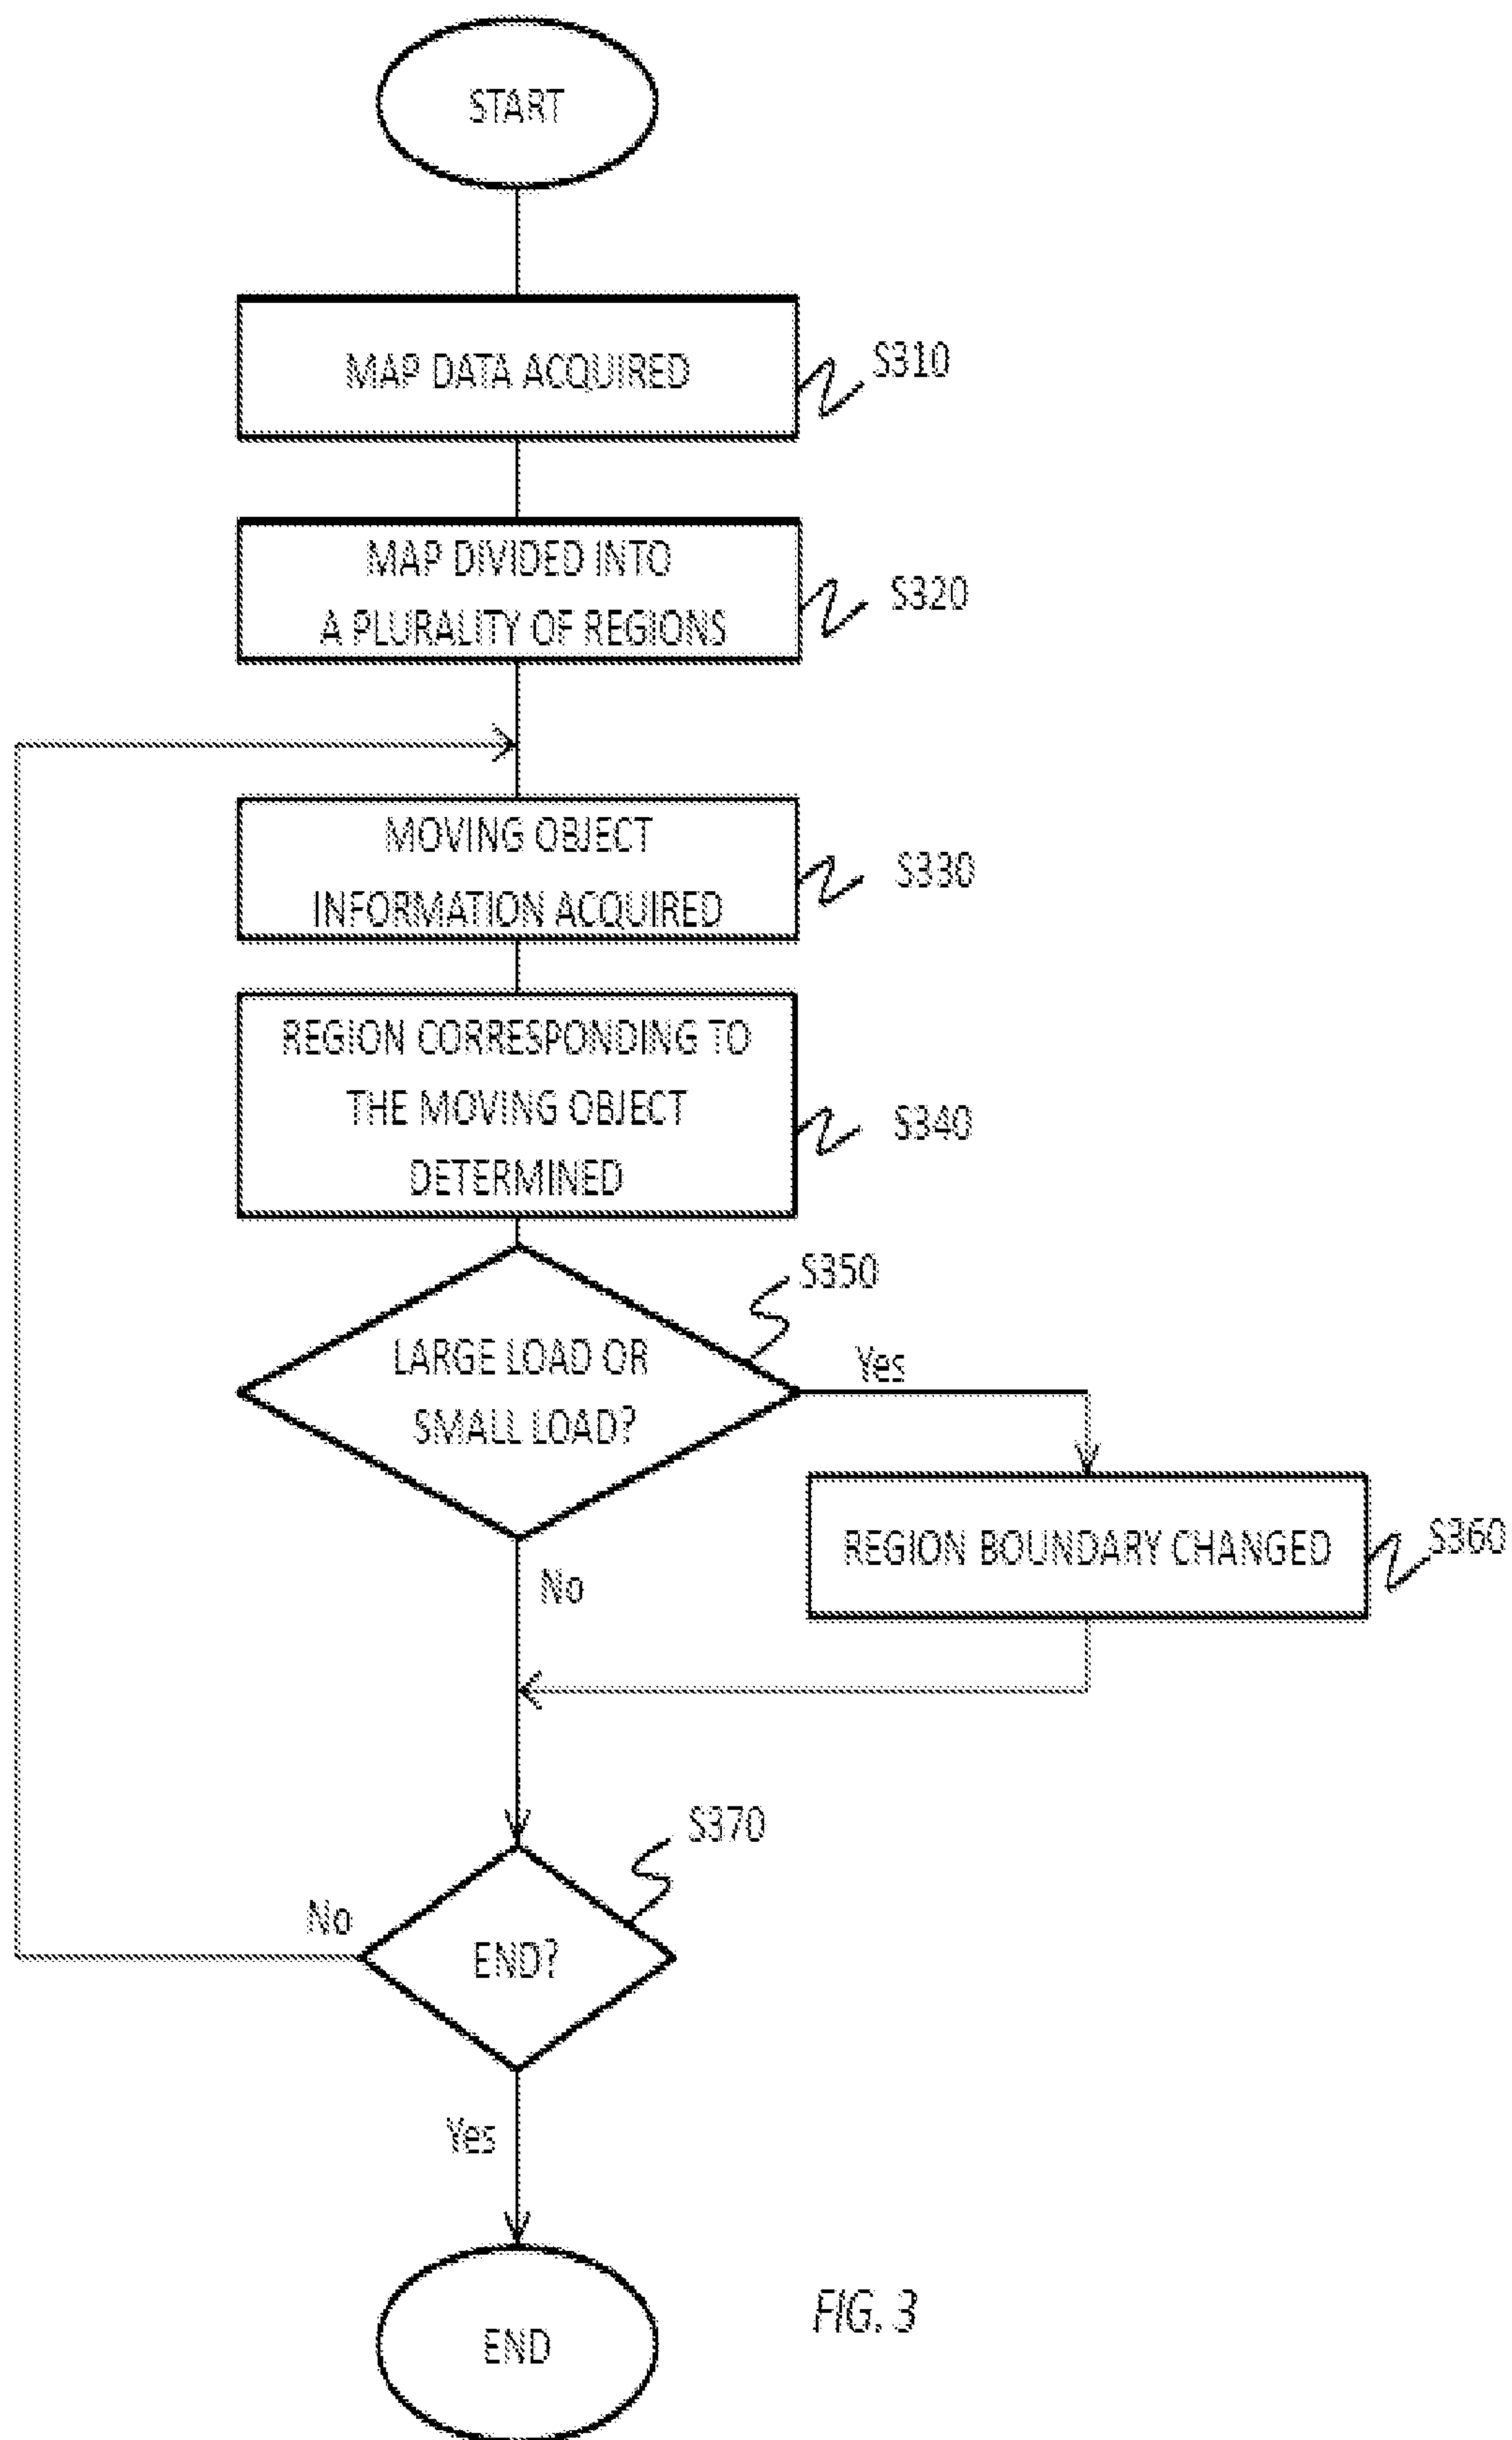 START
MAP DATA ACQUIRED
S310
MAP DIVIDED INTO
A PLURALITY OF REGIONS
S320
MOVING OBJECT
INFORMATION ACQUIRED
S330
REGION CORRESPONDING TO
THE MOVING OBJECT
DETERMINED
S340
S350
LARGE LOAD OR
SMALL LOAD?
Yes
REGION BOUNDARY CHANGED
S360
No
S370
No
END?
Yes
END
FIG. 3